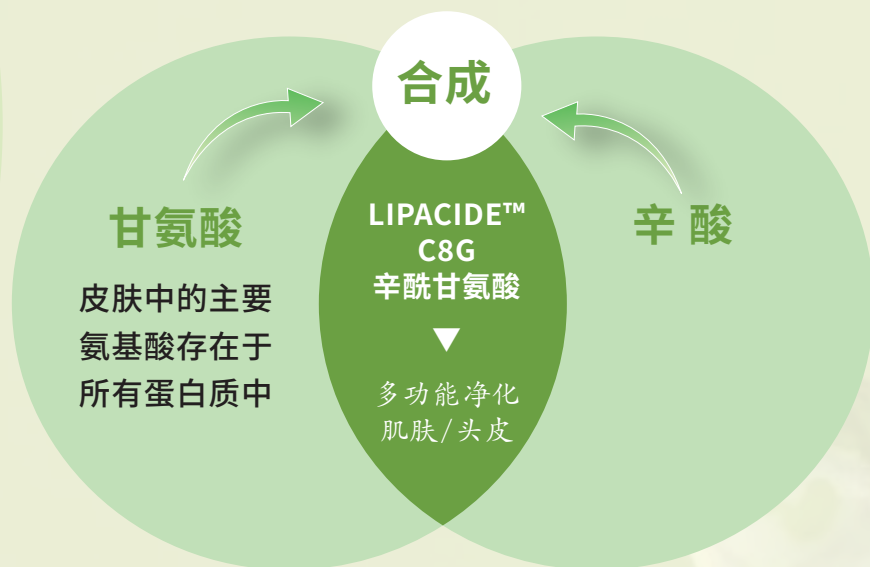 合成
甘氨酸
皮肤中的主要
氨基酸存在于
所有蛋白质中
LIPACIDE™
C8G
辛酰甘氨酸
多功能净化
肌肤/头皮
辛 酸